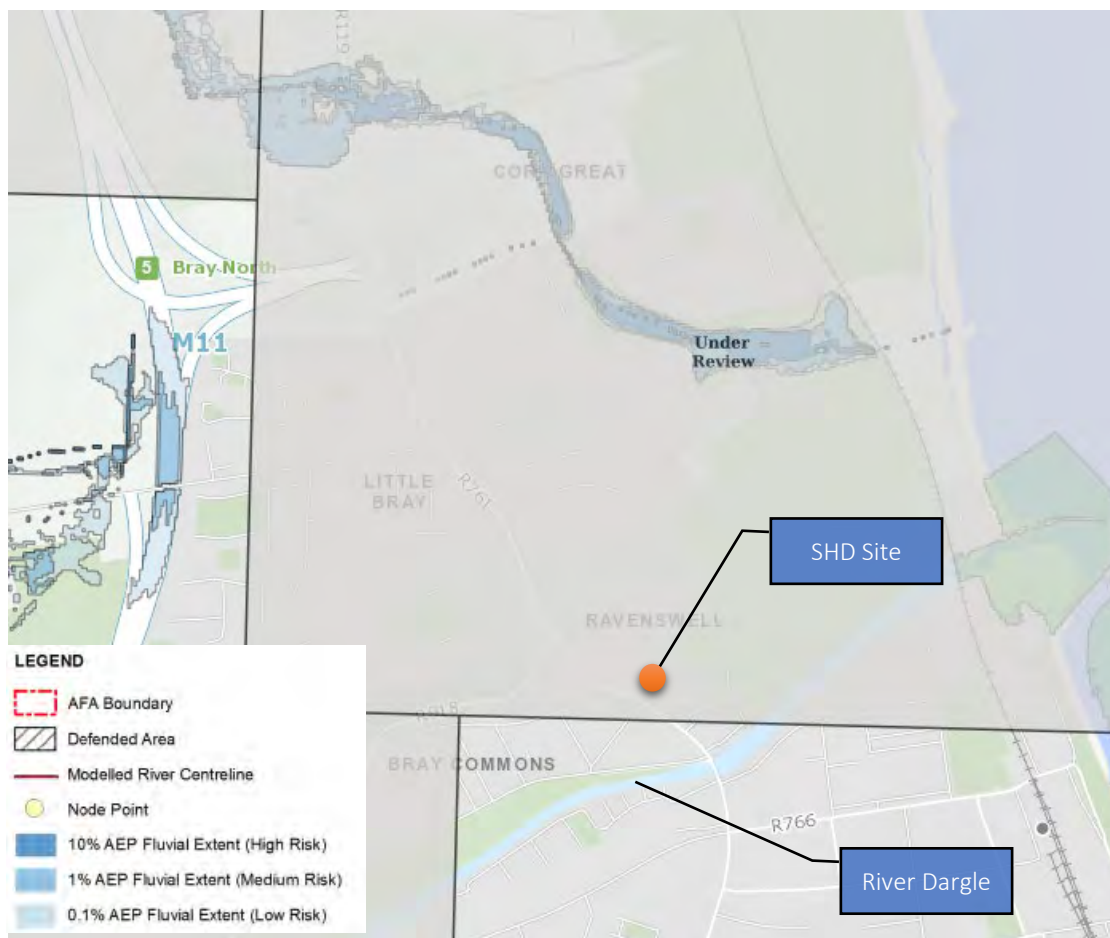 R119
CORK GREAT
5 Bray North
M11
Under
Review
LITTLE
BRAY
R761
SHD Site
RAVENSWELL
LEGEND
AFA Boundary
Defended Area
Modelled River Centreline
Node Point
10% AEP Fluvial Extent (High Risk)
1% AEP Fluvial Extent (Medium Risk)
0.1% AEP Fluvial Extent (Low Risk)
R918
BRAY COMMONS
R766
River Dargle